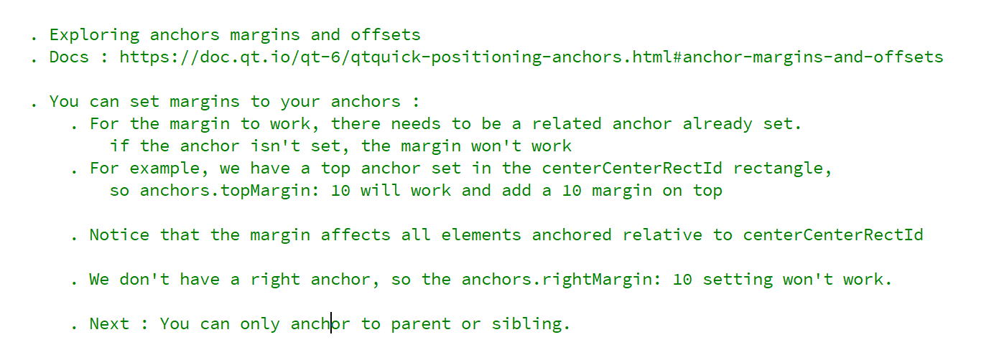 . Exploring anchors margins and offsets
. Docs : https://doc.qt.io/qt-6/qtquick-positioning-anchors.html#anchor-margins-and-offsets
. You can set margins to your anchors :
. For the margin to work, there needs to be a related anchor already set.
if the anchor isn't set, the margin won't work
. For example, we have a top anchor set in the centerCenterRectId rectangle,
so anchors.topMargin: 10 will work and add a 10 margin on top
. Notice that the margin affects all elements anchored relative to centerCenterRectId
. We don't have a right anchor, so the anchors.rightMargin: 10 setting won't work.
. Next : You can only anchor to parent or sibling.